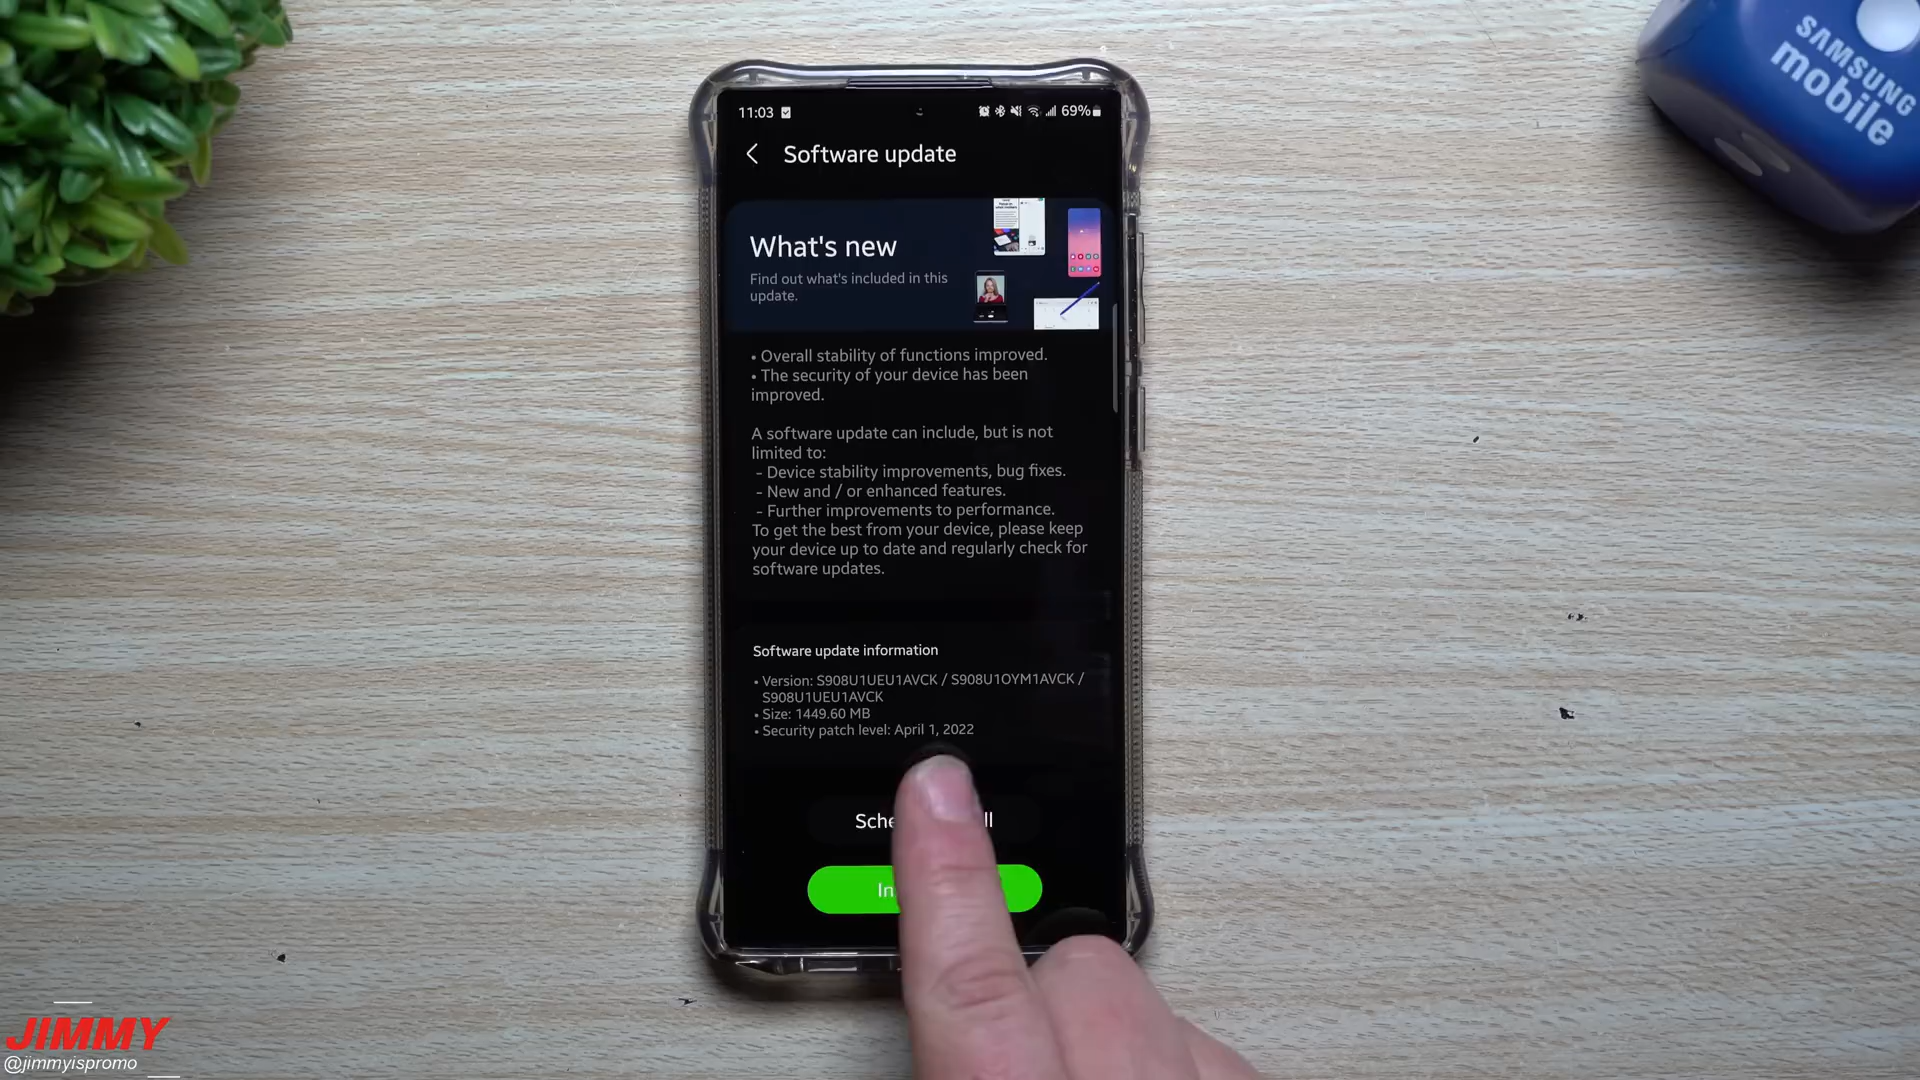 SAMSUNG
mobile
11:03
69%
Software update
What's new
Find out what's included in this
update.
• Overall stability of functions improved.
• The security of your device has been
improved.
A software update can include, but is not
limited to:
- Device stability improvements, bug fixes.
- New and / or enhanced features.
- Further improvements to performance.
To get the best from your device, please keep
your device up to date and regularly check for
software updates.
Software update information
• Version: S908U1UEU1AVCK / S908U1OYM1AVCK /
S908U1UEU1AVCK
• Size: 1449.60 MB
• Security patch level: April 1, 2022
JIMMY
@jimmyispromo